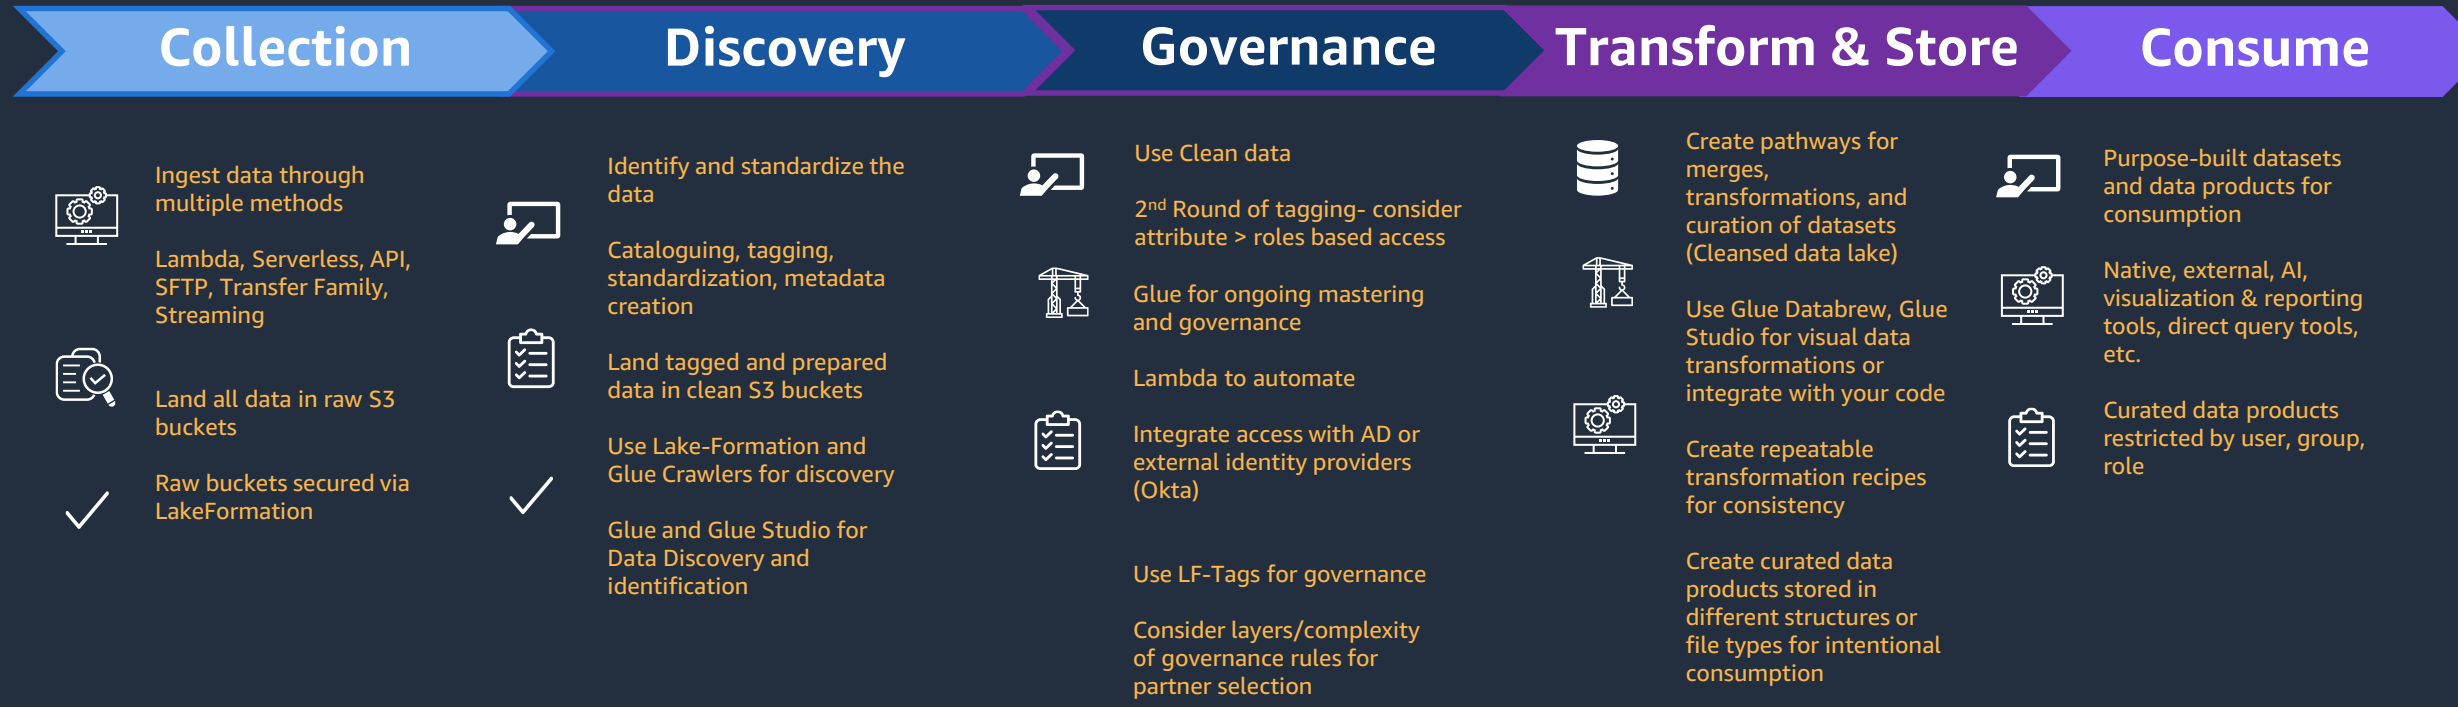 Collection
Discovery
Governance
Transform & Store
Consume
Ingest data through
multiple methods
Lambda, Serverless, API,
SFTP, Transfer Family,
Streaming
Land all data in raw S3
buckets
Raw buckets secured via
LakeFormation
Identify and standardize the
data
Cataloguing, tagging,
standardization, metadata
creation
Land tagged and prepared
data in clean S3 buckets
Use Lake-Formation and
Glue Crawlers for discovery
Glue and Glue Studio for
Data Discovery and
identification
Use Clean data
2nd Round of tagging- consider
attribute > roles based access
Glue for ongoing mastering
and governance
Lambda to automate
Integrate access with AD or
external identity providers
(Okta)
Use LF-Tags for governance
Consider layers/complexity
of governance rules for
partner selection
Create pathways for
merges,
transformations, and
curation of datasets
(Cleansed data lake)
Use Glue Databrew, Glue
Studio for visual data
transformations or
integrate with your code
Create repeatable
transformation recipes
for consistency
Create curated data
products stored in
different structures or
file types for intentional
consumption
Purpose-built datasets
and data products for
consumption
Native, external, AI,
visualization & reporting
tools, direct query tools,
etc.
Curated data products
restricted by user, group,
role